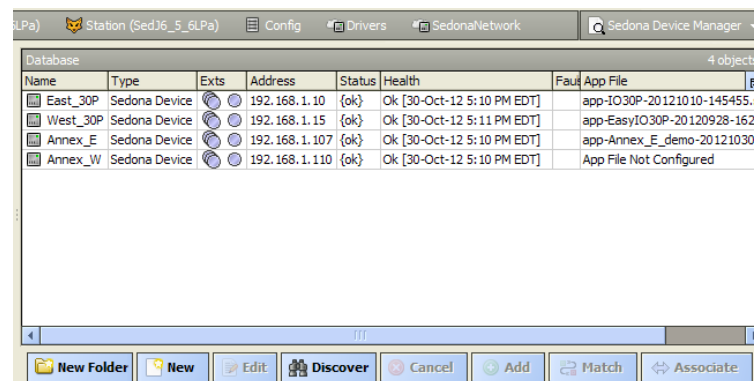 LPa) Station (SedJ6_5_6LPa) Config Drivers SedonaNetwork Sedona Device Manager
Database 4 objects
Name Type Exts Address Status Health Fau App File
East_30P Sedona Device 192.168.1.10 {ok} Ok [30-Oct-12 5:10 PM EDT] app-IO30P-20121010-145455.
West_30P Sedona Device 192.168.1.15 {ok} Ok [30-Oct-12 5:11 PM EDT] app-EasyIO30P-20120928-162
Annex_E Sedona Device 192.168.1.107 {ok} Ok [30-Oct-12 5:10 PM EDT] app-Annex_E_demo-20121030
Annex_W Sedona Device 192.168.1.110 {ok} Ok [30-Oct-12 5:10 PM EDT] App File Not Configured
New Folder New Edit Discover Cancel Add Match Associate